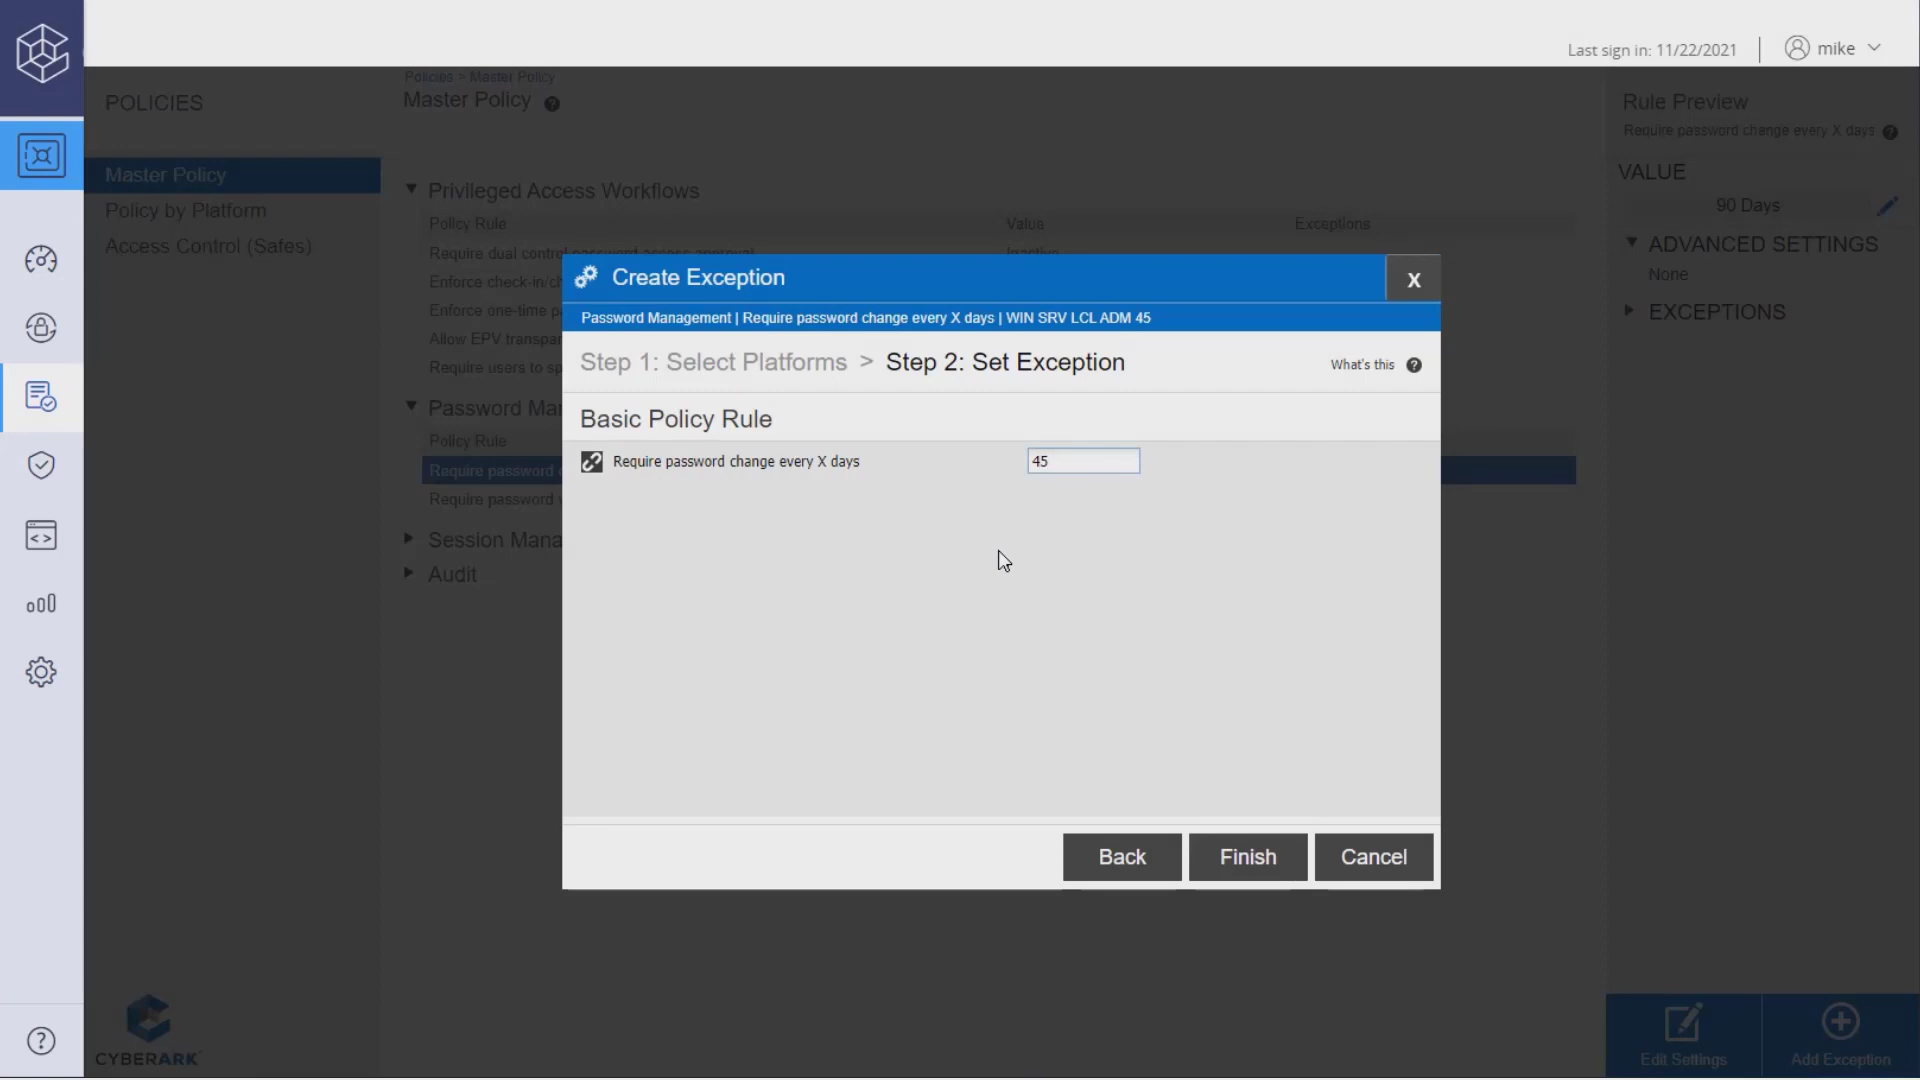 Last sign in: 11/22/2021
mike
POLICIES
Master Policy
Policy by Platform
Access Control (Safes)
Policies > Master Policy
Master Policy
Privileged Access Workflows
Policy Rule Value Exceptions
Require dual control password access approval Inactive
Enforce check-in/
Enforce one-time
Allow EPV
Require users to
Password
Policy Rule
Require password
Require password
Session
Audit
Create Exception
X
Password Management | Require password change every X days | WIN SRV LCL ADM 45
Step 1: Select Platforms > Step 2: Set Exception
What's this
Basic Policy Rule
Require password change every X days 45
Back
Finish
Cancel
Rule Preview
Require password change every X days
VALUE
90 Days
ADVANCED SETTINGS
None
EXCEPTIONS
Edit Settings
Add Exception
CYBERARK